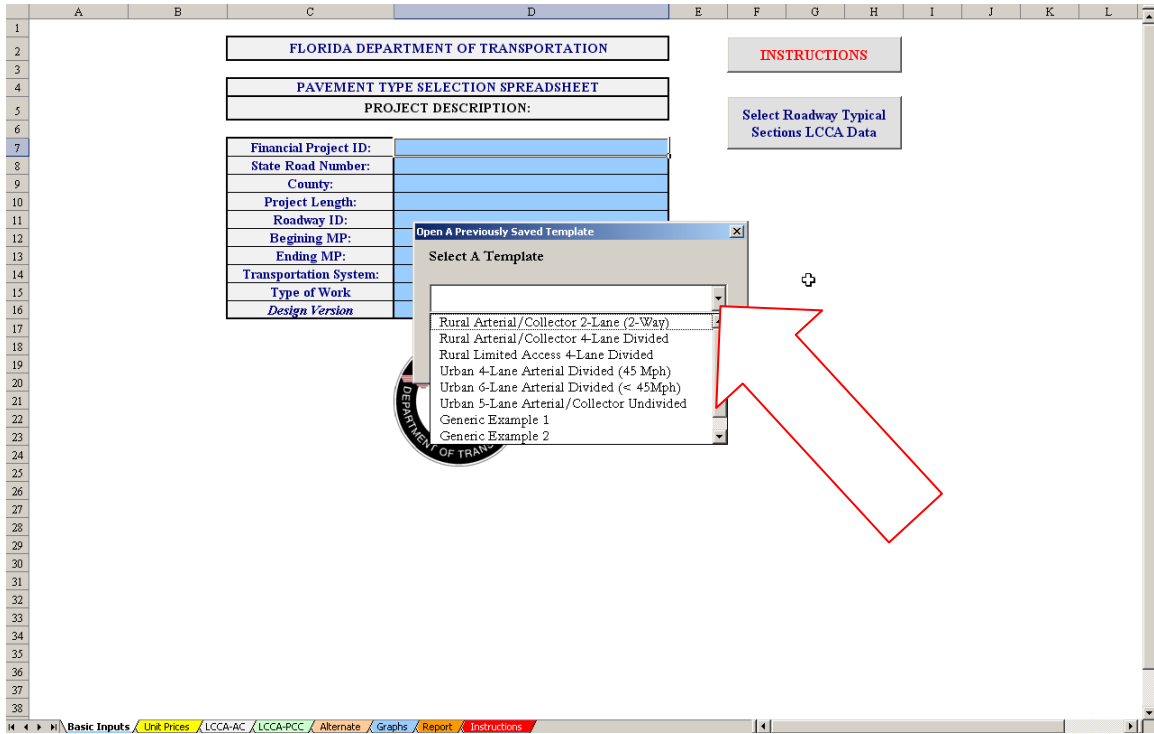 A B C D E F G H I J K L
1
2 FLORIDA DEPARTMENT OF TRANSPORTATION INSTRUCTIONS
3
4 PAVEMENT TYPE SELECTION SPREADSHEET
5 PROJECT DESCRIPTION: Select Roadway Typical
6 Sections LCCA Data
7 Financial Project ID:
8 State Road Number:
9 County:
10 Project Length:
11 Roadway ID:
12 Begining MP: Open A Previously Saved Template
13 Ending MP: Select A Template
14 Transportation System:
15 Type of Work
16 Design Version
Rural Arterial/Collector 2-Lane (2-Way)
17
Rural Arterial/Collector 4-Lane Divided
18
Rural Limited Access 4-Lane Divided
19
Urban 4-Lane Arterial Divided (45 Mph)
20
Urban 6-Lane Arterial Divided (< 45Mph)
21
Urban 5-Lane Arterial/Collector Undivided
22
Generic Example 1
23
Generic Example 2
DEPARTMENT OF TRANS
24
25
26
27
28
29
30
31
32
33
34
35
36
37
38
Basic Inputs Unit Prices LCCA-AC LCCA-PCC Alternate Graphs Report Instructions